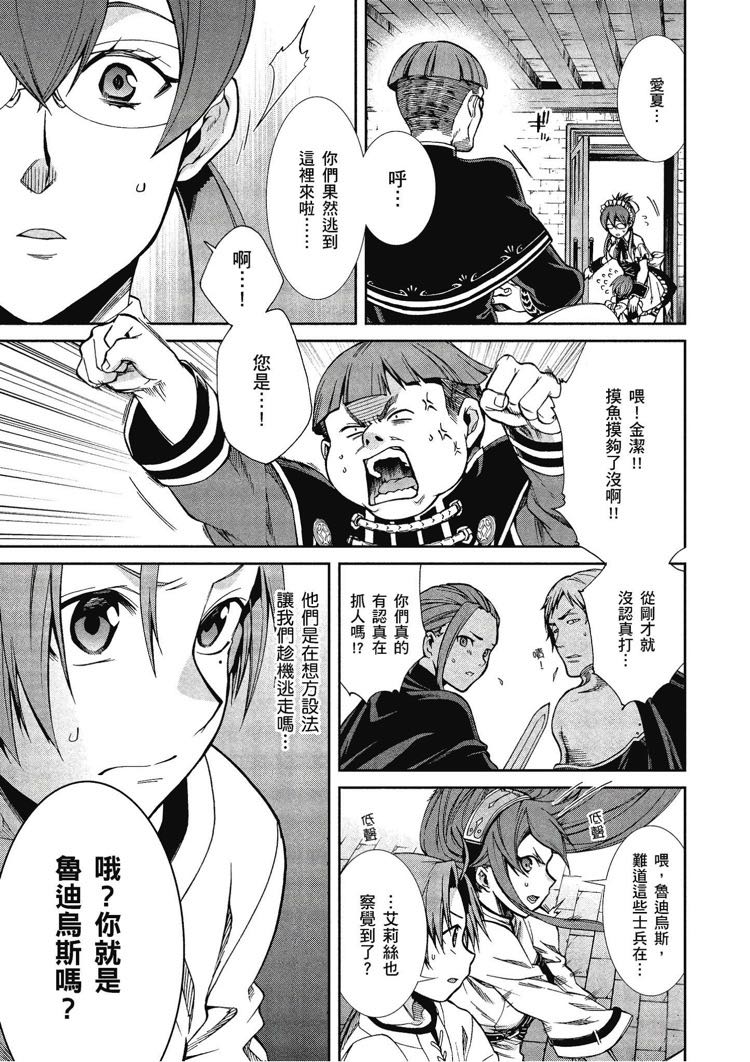 愛夏…
呼…
你們果然逃到
這裡來啦……
啊…！
您是…！
喂！金潔！！
摸魚摸夠了沒啊！！
從剛才就
沒認真打…
嘖！
你們真的
有認真在
抓人嗎！？
他們是在想方設法
讓我們趁機逃走嗎…
喂，魯迪烏斯，
難道這些士兵在…
低聲
低聲
…艾莉絲也
察覺到了？
哦？你就是
魯迪烏斯嗎？